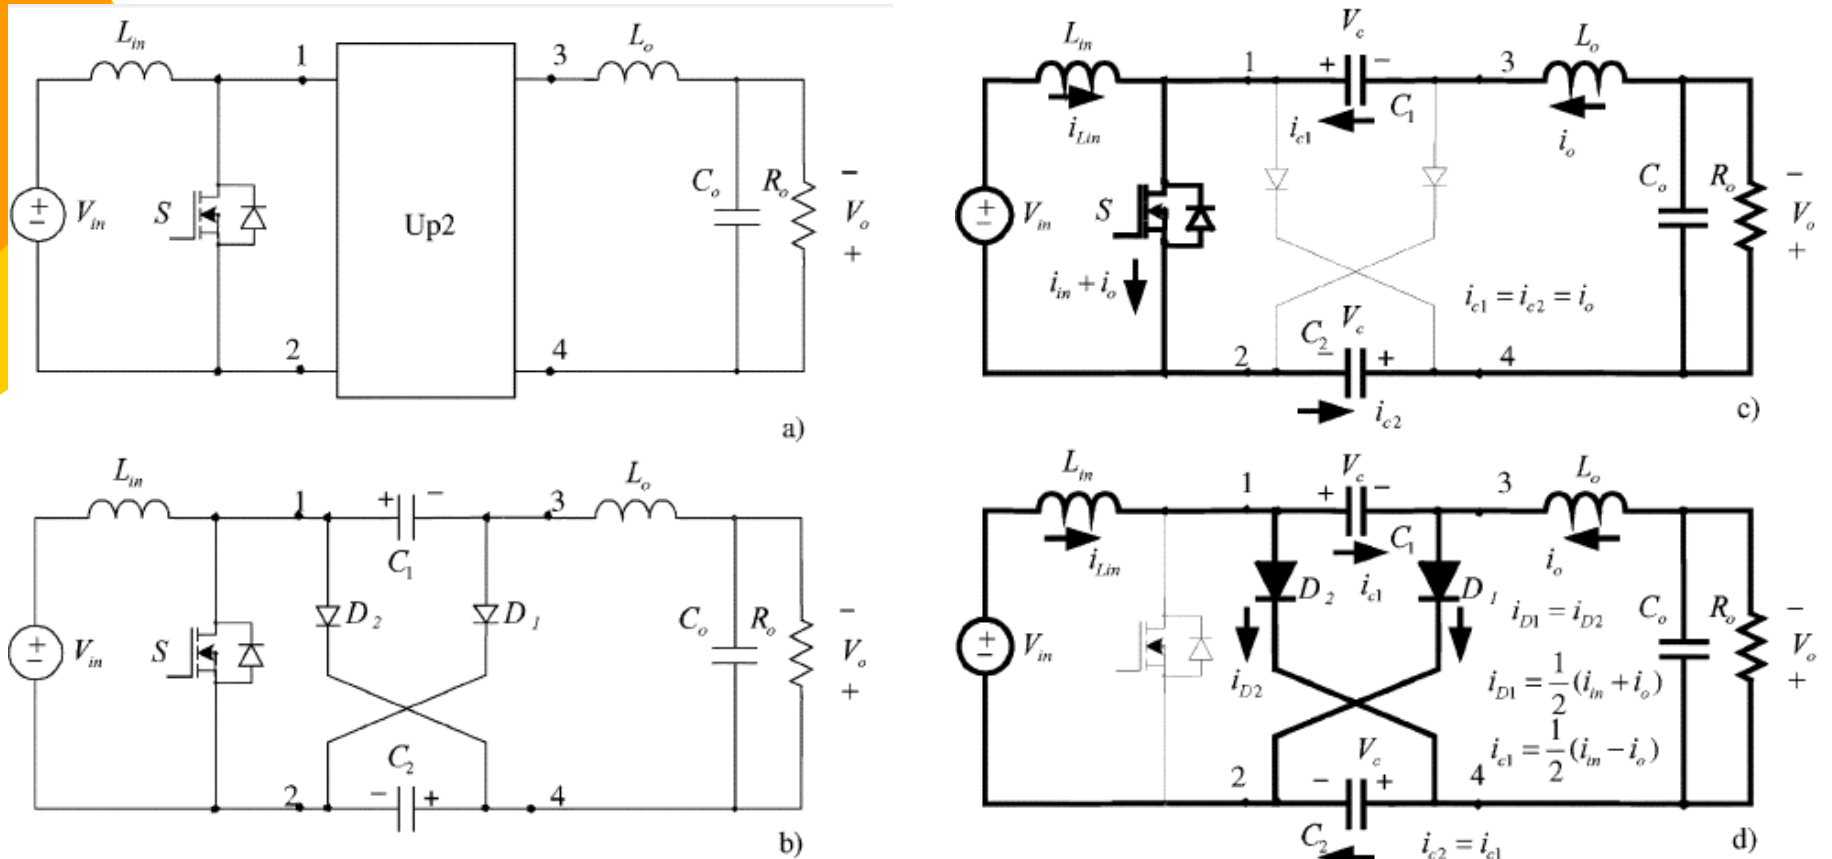 L_in
1
3
L_o
V_in
S
Up2
C_o
R_o
−
V_o
+
2
4
a)
L_in
1
+
−
3
L_o
C_1
V_in
S
D_2
D_1
C_o
R_o
−
V_o
+
C_2
2
−
+
4
b)
L_in
1
V_c
+
−
3
L_o
i_Lin
i_c1
C_1
i_o
V_in
S
C_o
R_o
−
V_o
+
i_in + i_o
i_c1 = i_c2 = i_o
C_2
V_c
2
−
+
4
i_c2
c)
L_in
1
V_c
+
−
3
L_o
i_Lin
C_1
i_c1
i_o
V_in
D_2
D_1
i_D1 = i_D2
C_o
R_o
−
V_o
+
i_D2
i_D1 = 1/2 (i_in + i_o)
i_c1 = 1/2 (i_in − i_o)
2
−
V_c
+
4
C_2
i_c2 = i_c1
d)